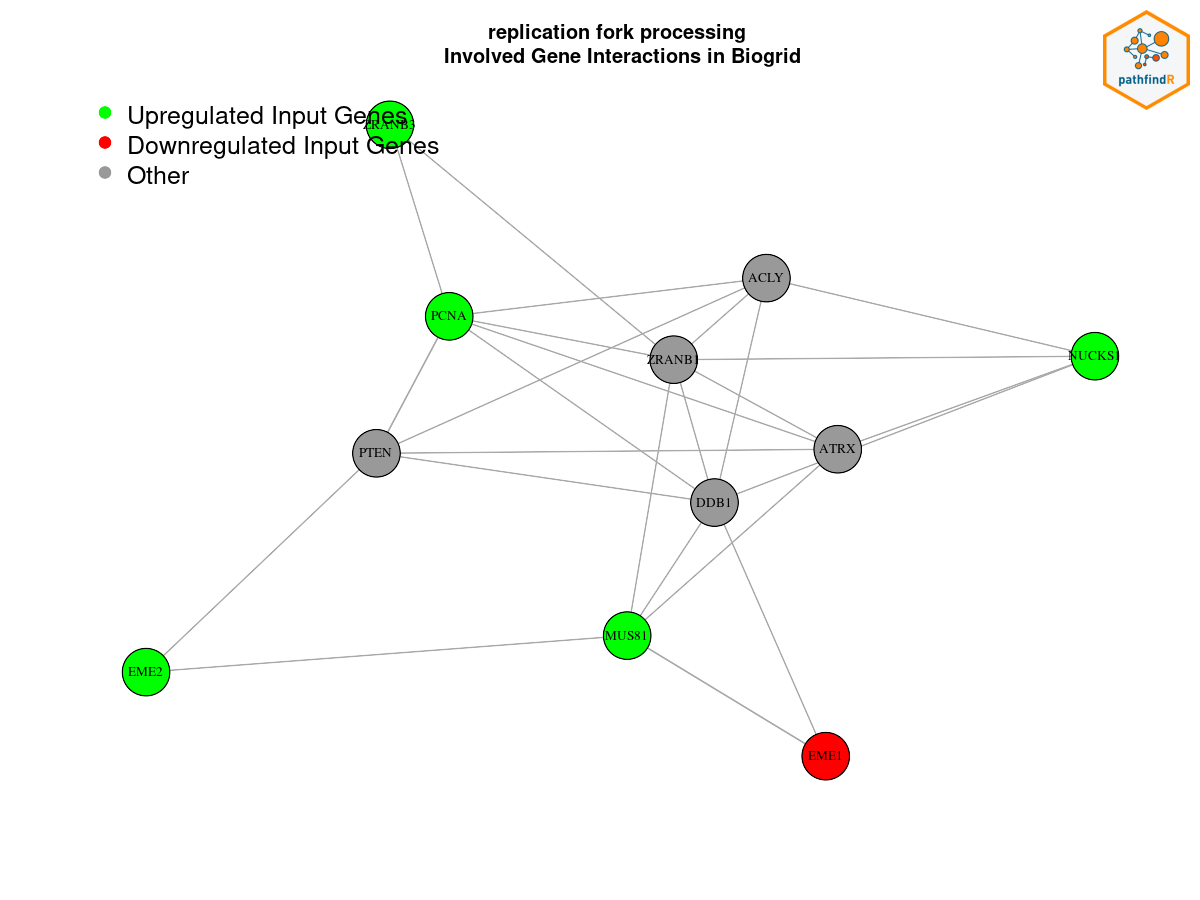 replication fork processing
Involved Gene Interactions in Biogrid
pathfindR
Upregulated Input Genes
Downregulated Input Genes
Other
ZRANB3
ACLY
PCNA
ZRANB1
NUCKS1
PTEN
ATRX
DDB1
MUS81
EME2
EME1